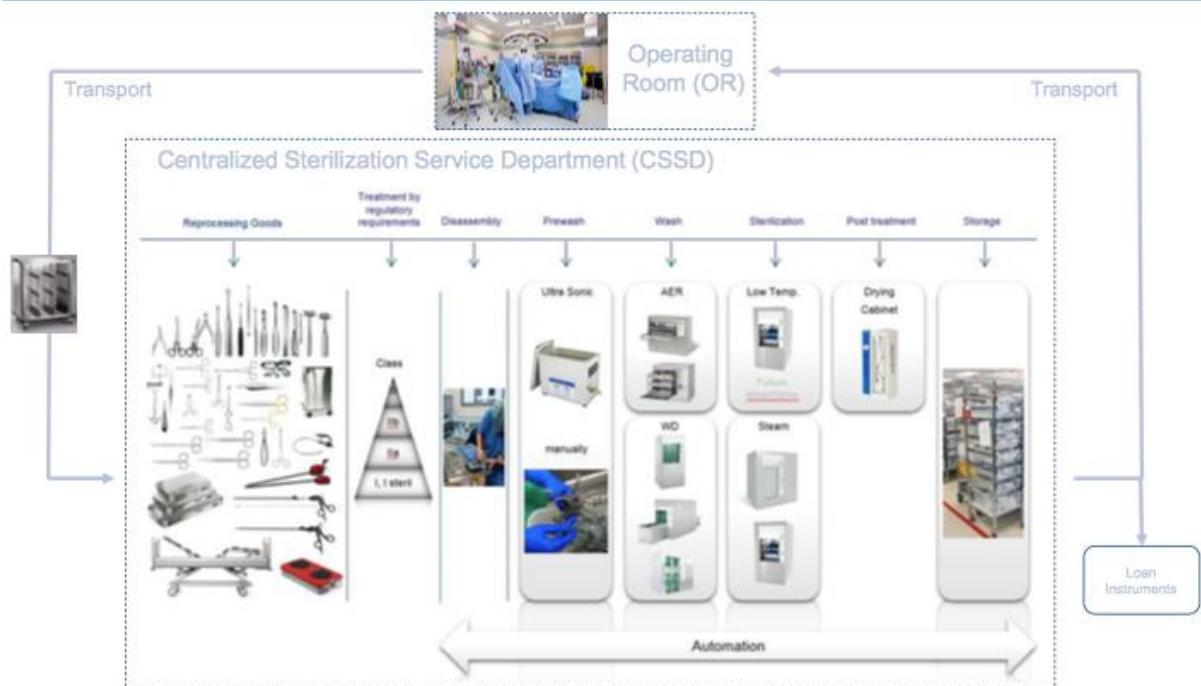 Operating
Room (OR)
Transport
Transport
Centralized Sterilization Service Department (CSSD)
Reprocessing Goods
Treatment by
regulatory
requirements
Disassembly
Prewash
Wash
Sterilization
Post treatment
Storage
Ultra Sonic
AER
Low Temp.
Drying
Cabinet
Future
Class
IIb
IIa
I, I steril
manually
WD
Steam
Loan
Instruments
Automation